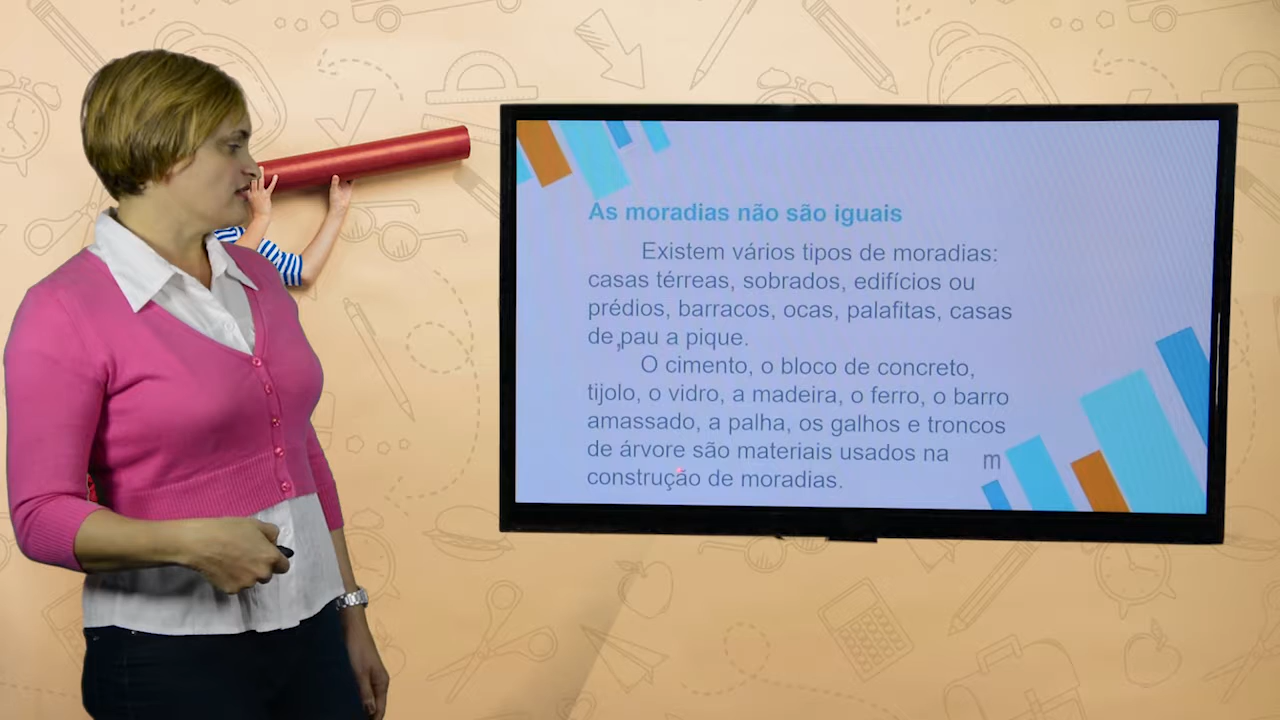 As moradias não são iguais
Existem vários tipos de moradias:
casas térreas, sobrados, edifícios ou
prédios, barracos, ocas, palafitas, casas
de pau a pique.
O cimento, o bloco de concreto,
tijolo, o vidro, a madeira, o ferro, o barro
amassado, a palha, os galhos e troncos
de árvore são materiais usados na
construção de moradias.
m